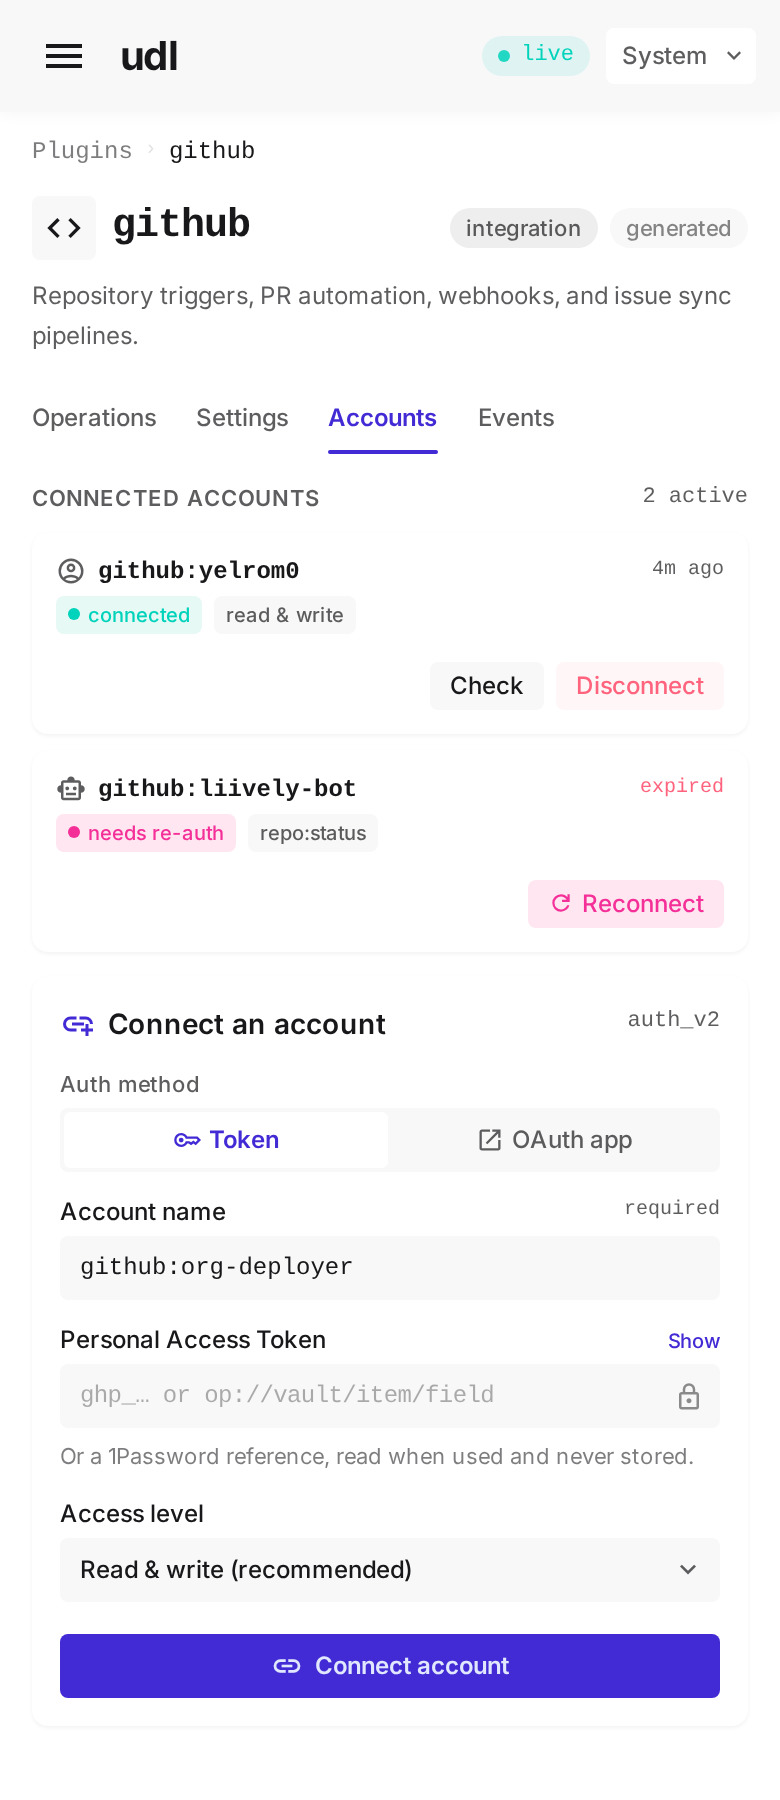 udl
live
System
Plugins › github
github
integration
generated
Repository triggers, PR automation, webhooks, and issue sync
pipelines.
Operations
Settings
Accounts
Events
CONNECTED ACCOUNTS
2 active
github:yelrom0
4m ago
connected
read & write
Check
Disconnect
github:liively-bot
expired
needs re-auth
repo:status
Reconnect
Connect an account
auth_v2
Auth method
Token
OAuth app
Account name
required
github:org-deployer
Personal Access Token
Show
ghp_… or op://vault/item/field
Or a 1Password reference, read when used and never stored.
Access level
Read & write (recommended)
Connect account